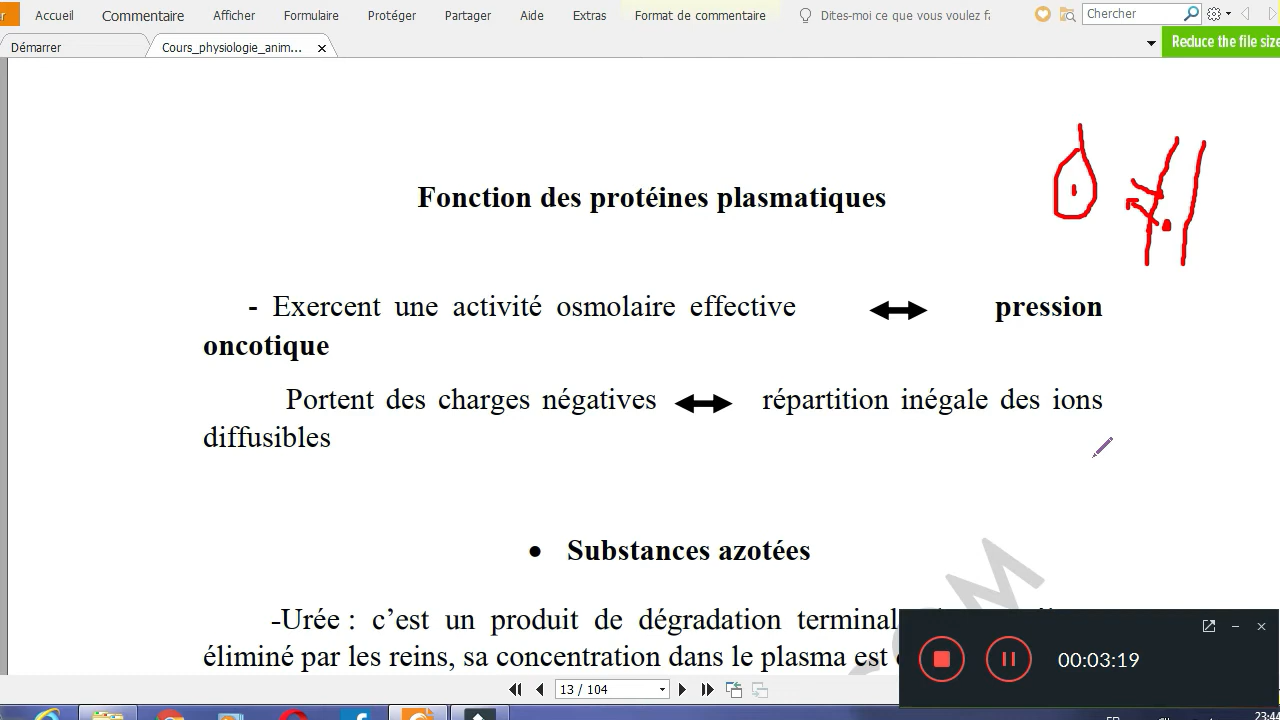 Accueil Commentaire Afficher Formulaire Protéger Partager Aide Extras Format de commentaire Dites-moi ce que vous voulez Chercher
Démarrer Cours_physiologie_anim... Reduce the file size
Fonction des protéines plasmatiques
- Exercent une activité osmolaire effective pression
oncotique
Portent des charges négatives répartition inégale des ions
diffusibles
• Substances azotées
-Urée : c’est un produit de dégradation
éliminé par les reins, sa concentration dans le plasma est
00:03:19
13 / 104
FR 23:44